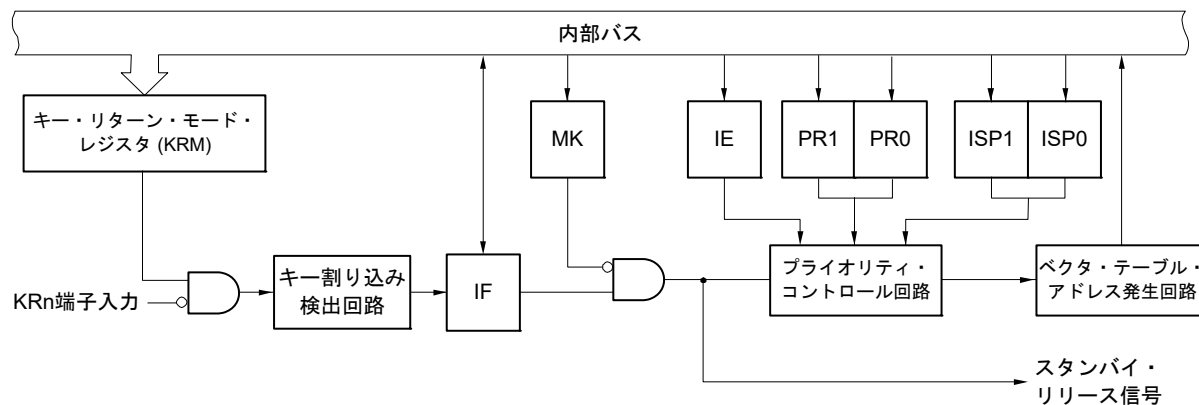 内部バス
キー・リターン・モード・
レジスタ (KRM)
MK
IE
PR1
PR0
ISP1
ISP0
キー割り込み
検出回路
IF
プライオリティ・
コントロール回路
ベクタ・テーブル・
アドレス発生回路
KRn端子入力
スタンバイ・
リリース信号